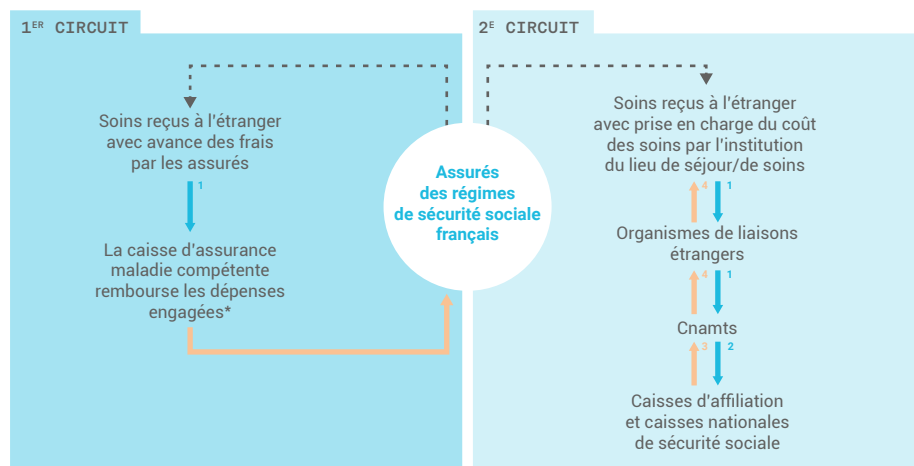 1ER CIRCUIT
Soins reçus à l'étranger
avec avance des frais
par les assurés
1
La caisse d'assurance
maladie compétente
rembourse les dépenses
engagées*
Assurés
des régimes
de sécurité sociale
français
2E CIRCUIT
Soins reçus à l'étranger
avec prise en charge du coût
des soins par l'institution
du lieu de séjour/de soins
4 1
Organismes de liaisons
étrangers
4 1
Cnamts
3 2
Caisses d'affiliation
et caisses nationales
de sécurité sociale